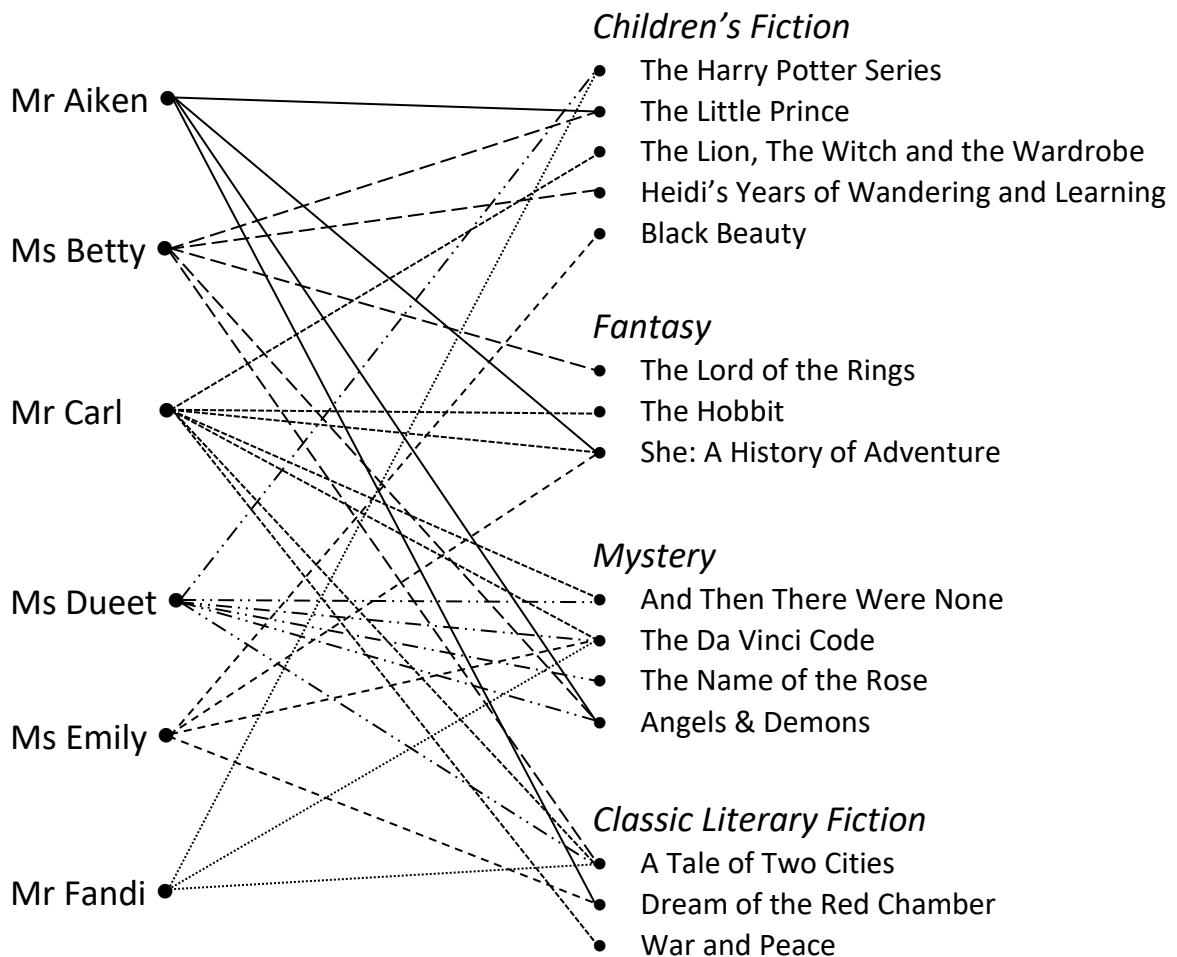 Mr Aiken
Ms Betty
Mr Carl
Ms Dueet
Ms Emily
Mr Fandi
Children’s Fiction
The Harry Potter Series
The Little Prince
The Lion, The Witch and the Wardrobe
Heidi’s Years of Wandering and Learning
Black Beauty
Fantasy
The Lord of the Rings
The Hobbit
She: A History of Adventure
Mystery
And Then There Were None
The Da Vinci Code
The Name of the Rose
Angels & Demons
Classic Literary Fiction
A Tale of Two Cities
Dream of the Red Chamber
War and Peace